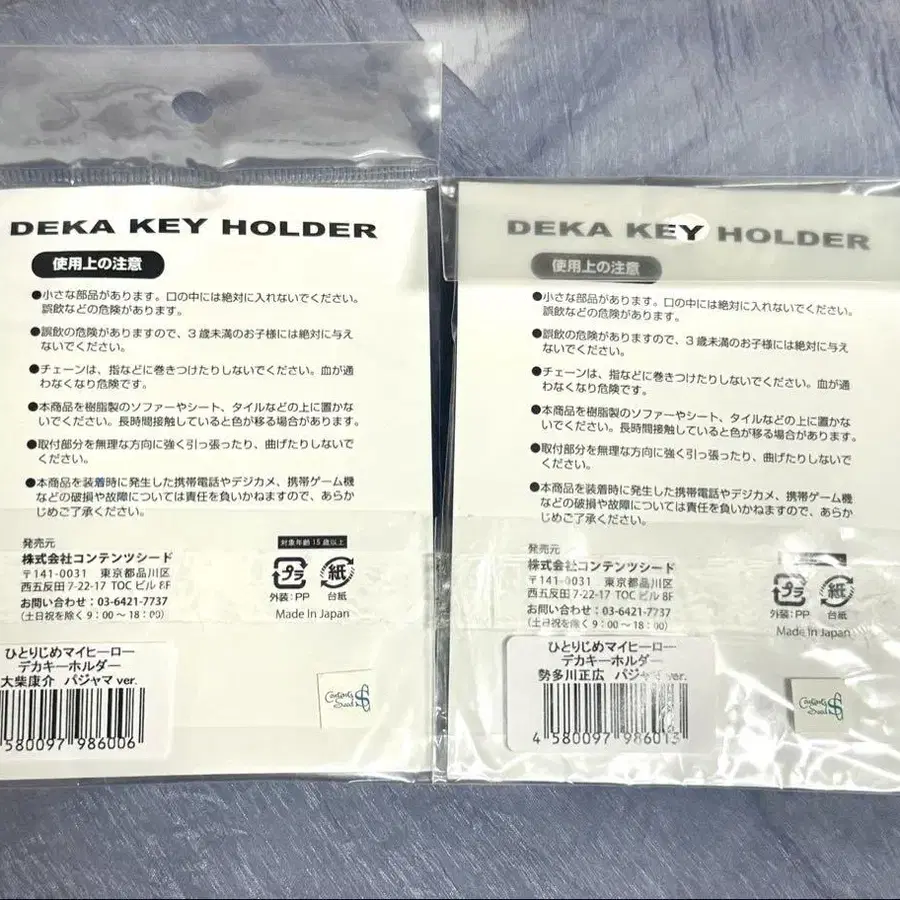 DEKA KEY HOLDER
使用上の注意
●小さな部品があります。口の中には絶対に入れないでください。
誤飲などの危険があります。
●誤飲の危険がありますので、3歳未満のお子様には絶対に与え
ないでください。
●チェーンは、指などに巻きつけたりしないでください。血が通
わなくなり危険です。
●本商品を樹脂製のソファーやシート、タイルなどの上に置かな
いでください。長時間接触していると色が移る場合があります。
●取付部分を無理な方向に強く引っ張ったり、曲げたりしないで
ください。
●本商品を装着時に発生した携帯電話やデジカメ、携帯ゲーム機
などの破損や故障については責任を負いかねますので、あらか
じめご了承ください。
発売元
株式会社コンテンツシード
〒141-0031 東京都品川区
西五反田 7-22-17 TOC ビル 8F
お問い合わせ：03-6421-7737
（土日祝を除く 9：00～18：00）
対象年齢 15 歳以上
プラ
紙
外装：PP
台紙
Made In Japan
ひとりじめマイヒーロー
デカキーホルダー
大柴康介 パジャマ ver.
580097 986006
Contents Seed
DEKA KEY HOLDER
使用上の注意
●小さな部品があります。口の中には絶対に入れないでください。
誤飲などの危険があります。
●誤飲の危険がありますので、3歳未満のお子様には絶対に与え
ないでください。
●チェーンは、指などに巻きつけたりしないでください。血が通
わなくなり危険です。
●本商品を樹脂製のソファーやシート、タイルなどの上に置かな
いでください。長時間接触していると色が移る場合があります。
●取付部分を無理な方向に強く引っ張ったり、曲げたりしないで
ください。
●本商品を装着時に発生した携帯電話やデジカメ、携帯ゲーム機
などの破損や故障については責任を負いかねますので、あらか
じめご了承ください。
発売元
株式会社コンテンツシード
〒141-0031 東京都品川区
西五反田 7-22-17 TOC ビル 8F
お問い合わせ：03-6421-7737
（土日祝を除く 9：00～18：00）
プラ
紙
外装：PP
台紙
Made In Japan
ひとりじめマイヒーロー
デカキーホルダー
勢多川正広 パジャマ ver.
4 580097 986013
Contents Seed